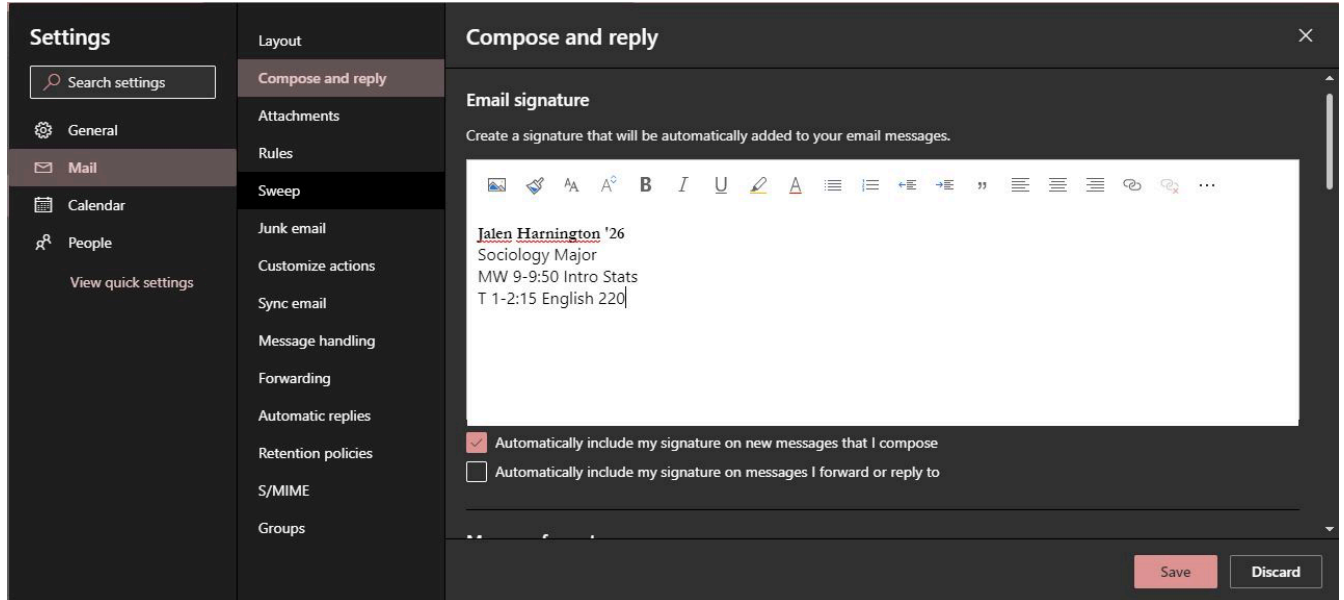 Settings
Search settings
General
Mail
Calendar
People
View quick settings
Layout
Compose and reply
Attachments
Rules
Sweep
Junk email
Customize actions
Sync email
Message handling
Forwarding
Automatic replies
Retention policies
S/MIME
Groups
Compose and reply
Email signature
Create a signature that will be automatically added to your email messages.
Jalen Harnington '26
Sociology Major
MW 9-9:50 Intro Stats
T 1-2:15 English 220
Automatically include my signature on new messages that I compose
Automatically include my signature on messages I forward or reply to
Save
Discard